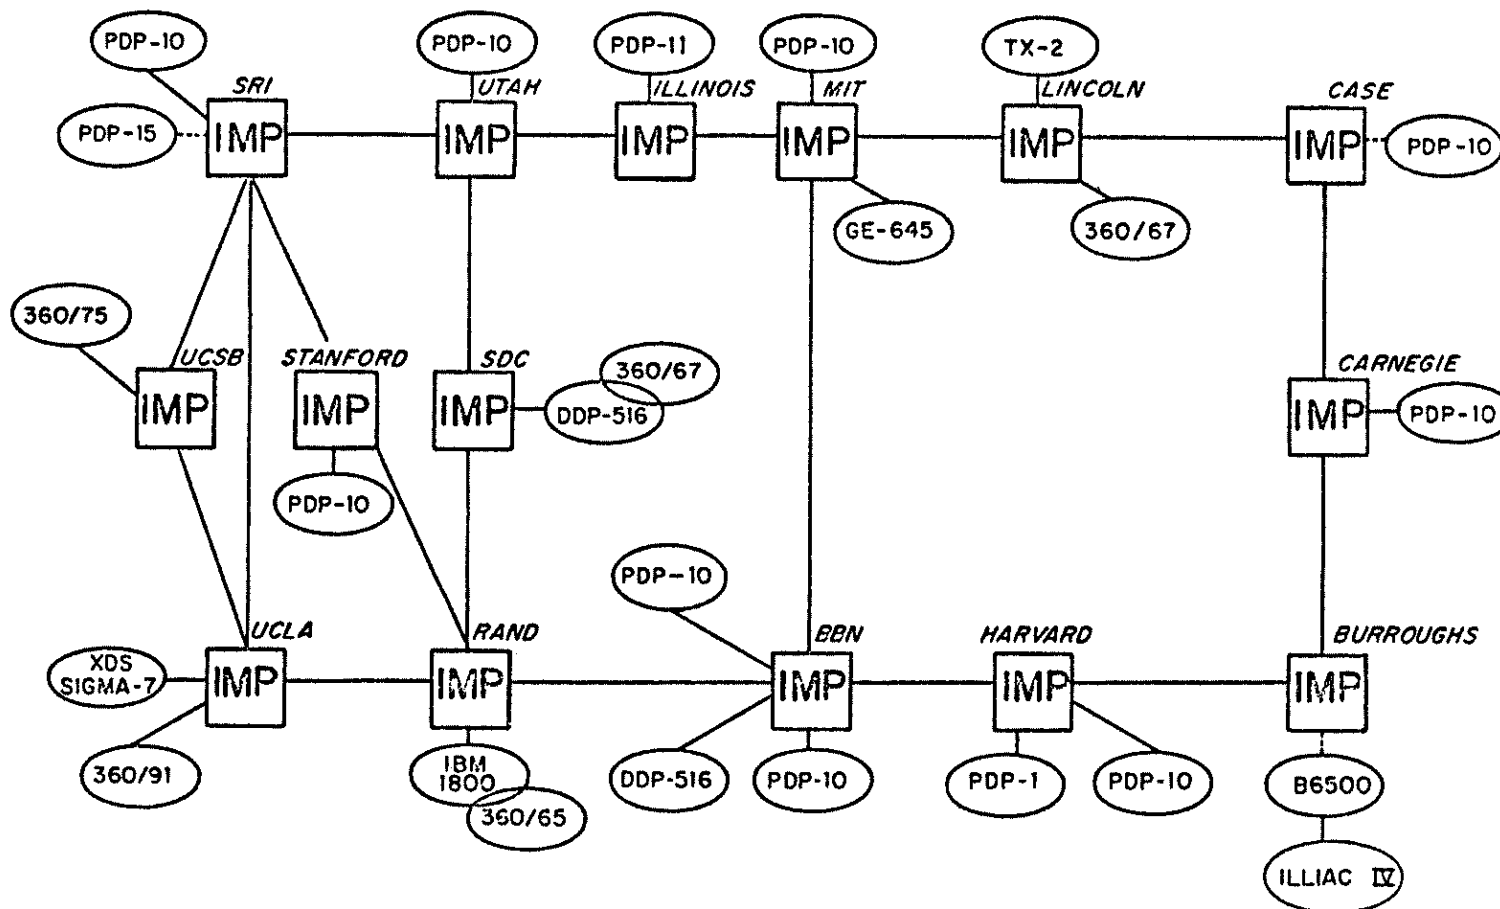 PDP-10
PDP-10
PDP-11
PDP-10
TX-2
SRI
UTAH
ILLINOIS
MIT
LINCOLN
CASE
PDP-15
IMP
IMP
IMP
IMP
IMP
IMP
PDP-10
GE-645
360/67
360/75
UCSB
STANFORD
SDC
360/67
CARNEGIE
IMP
IMP
IMP
DDP-516
IMP
PDP-10
PDP-10
PDP-10
UCLA
RAND
BBN
HARVARD
BURROUGHS
XDS
SIGMA-7
IMP
IMP
IMP
IMP
IMP
360/91
IBM
1800
360/65
DDP-516
PDP-10
PDP-1
PDP-10
B6500
ILLIAC IV